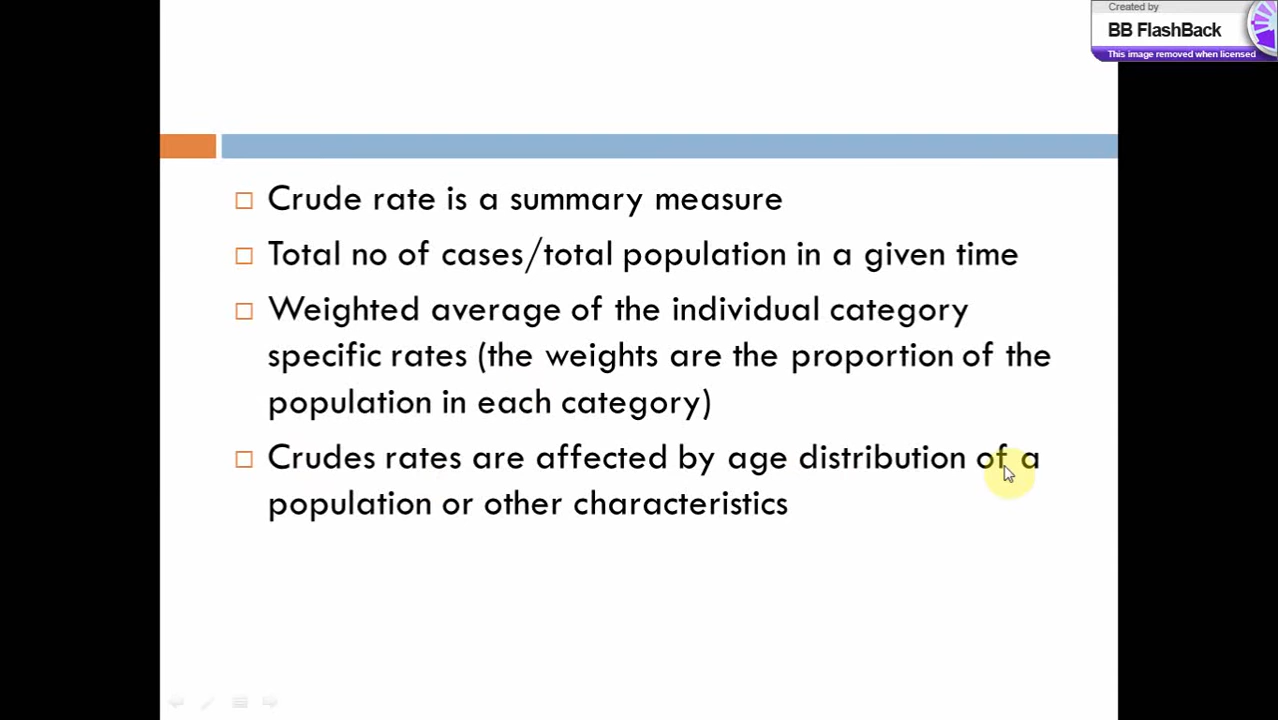 Created by
BB FlashBack
This image removed when licensed
Crude rate is a summary measure
Total no of cases/total population in a given time
Weighted average of the individual category
specific rates (the weights are the proportion of the
population in each category)
Crudes rates are affected by age distribution of a
population or other characteristics